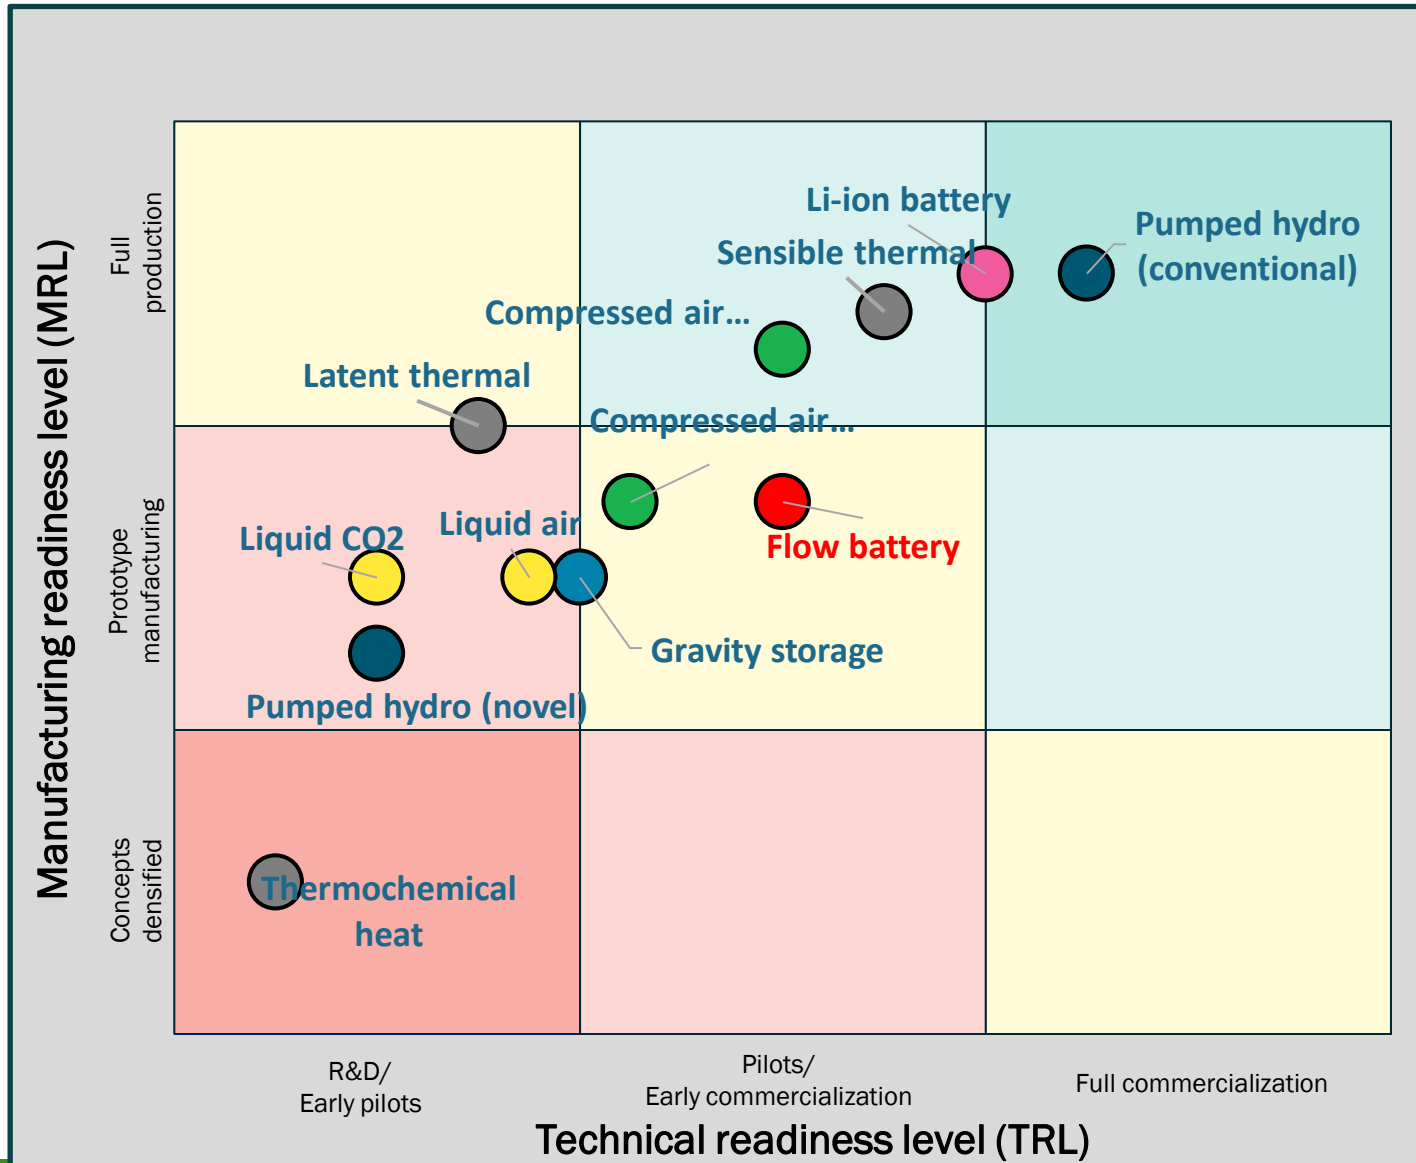 Manufacturing readiness level (MRL)
Full
production
Prototype
manufacturing
Concepts
densified
Li-ion battery
Pumped hydro
(conventional)
Sensible thermal
Compressed air…
Latent thermal
Compressed air…
Liquid CO2
Liquid air
Flow battery
Gravity storage
Pumped hydro (novel)
Thermochemical
heat
R&D/
Early pilots
Pilots/
Early commercialization
Full commercialization
Technical readiness level (TRL)